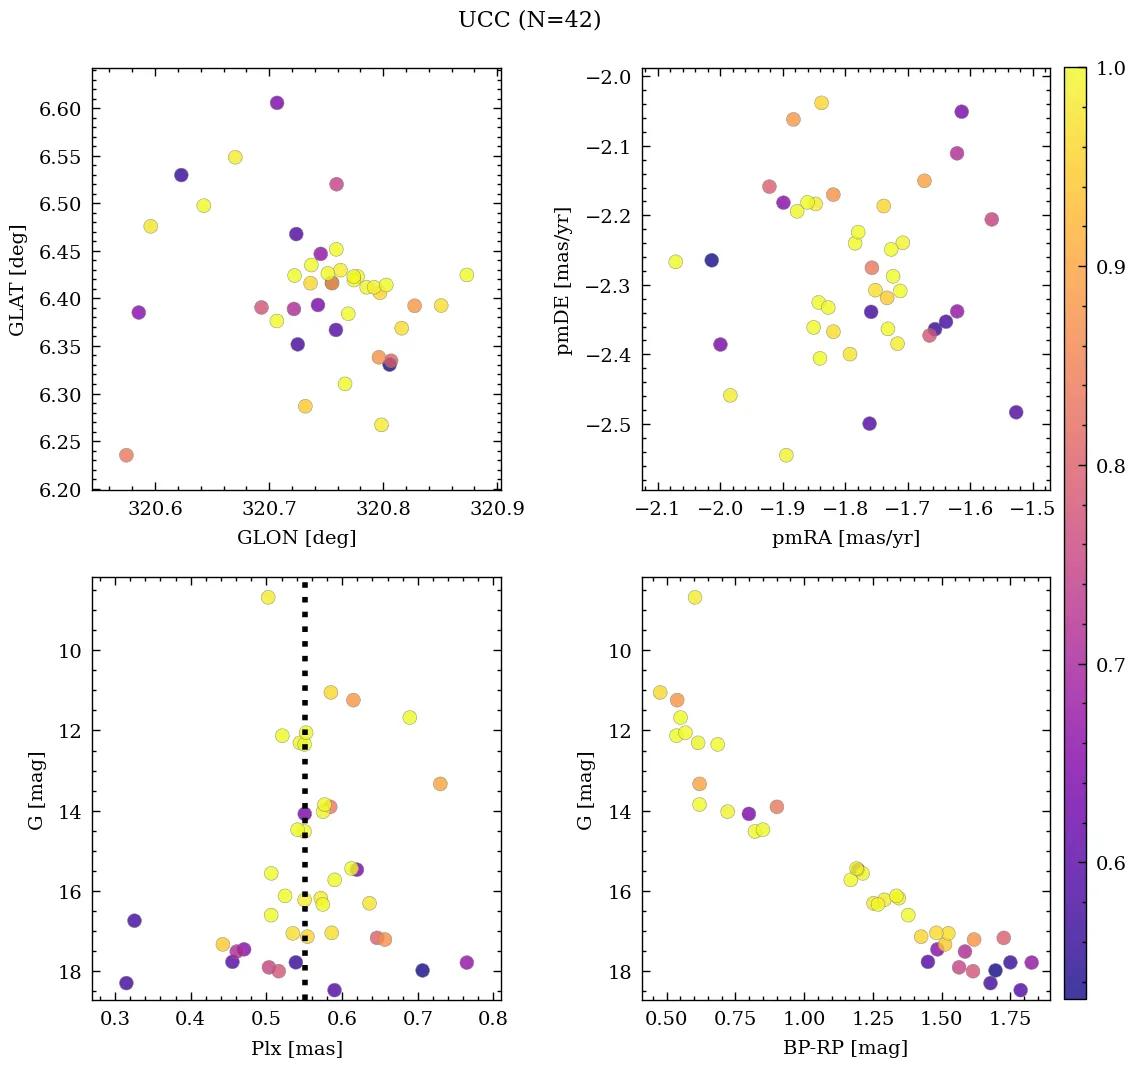 UCC (N=42)
6.60
6.55
6.50
6.45
6.40
6.35
6.30
6.25
6.20
GLAT [deg]
320.6 320.7 320.8 320.9
GLON [deg]
−2.0
−2.1
−2.2
−2.3
−2.4
−2.5
pmDE [mas/yr]
−2.1 −2.0 −1.9 −1.8 −1.7 −1.6 −1.5
pmRA [mas/yr]
1.0
0.9
0.8
0.7
0.6
10
12
14
16
18
G [mag]
0.3 0.4 0.5 0.6 0.7 0.8
Plx [mas]
10
12
14
16
18
G [mag]
0.50 0.75 1.00 1.25 1.50 1.75
BP-RP [mag]